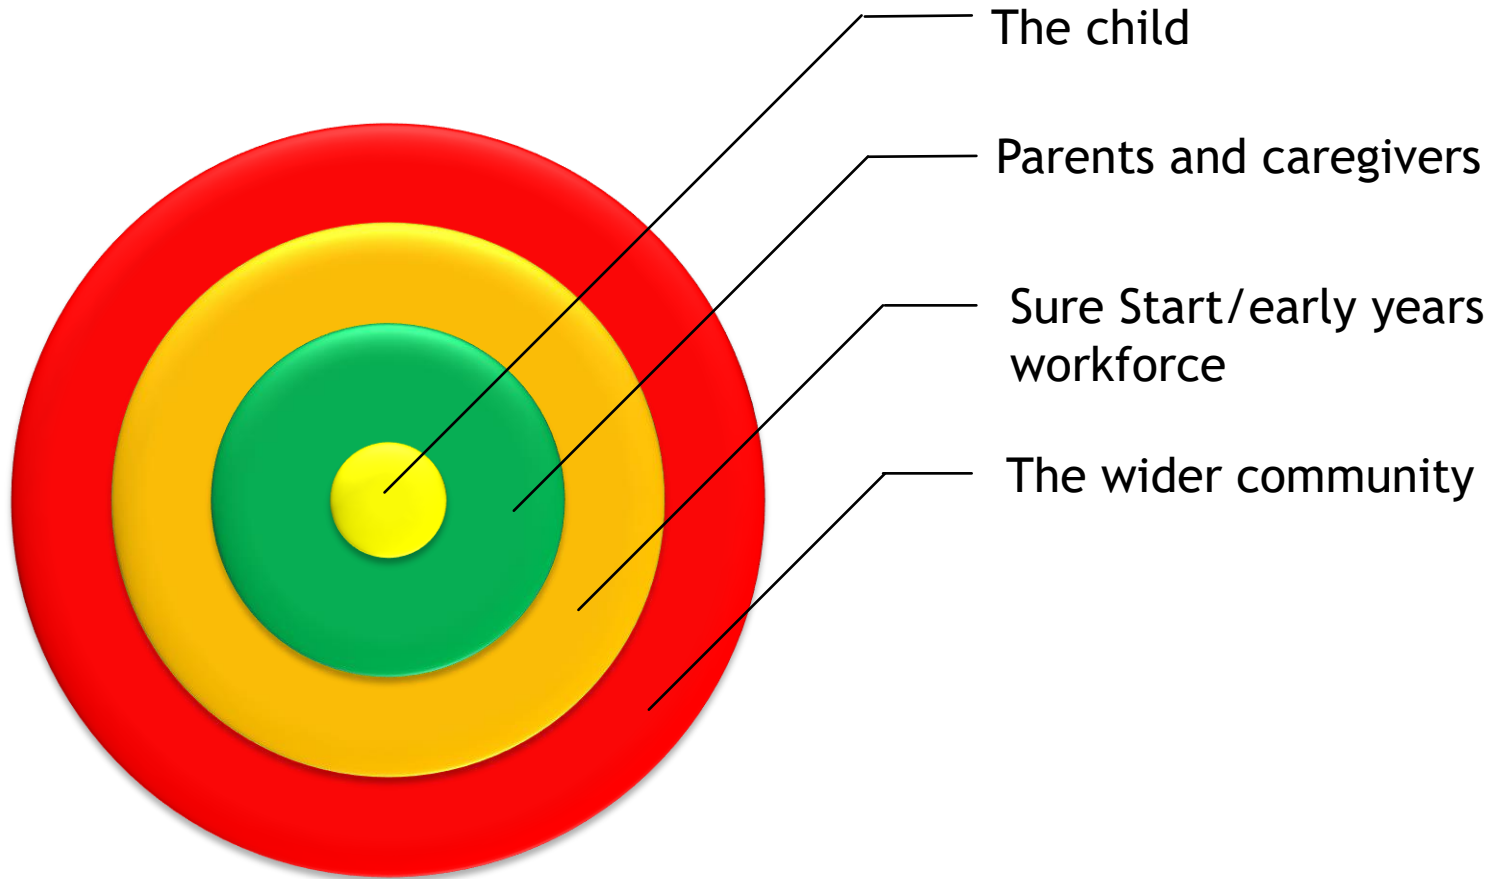 The child
Parents and caregivers
Sure Start/early years
workforce
The wider community